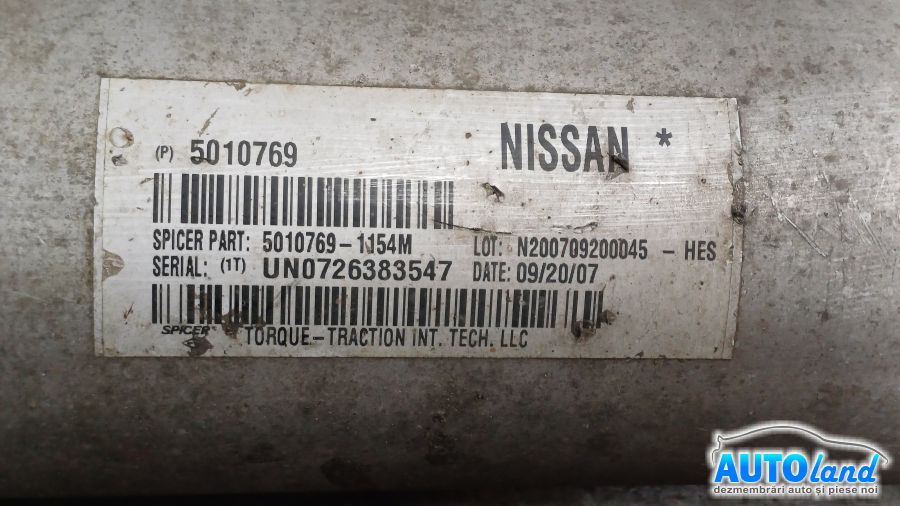 (P) 5010769
NISSAN *
SPICER PART: 5010769-1154M
LOT: N200709200045 - HES
SERIAL: (1T) UN0726383547
DATE: 09/20/07
SPICER
TORQUE-TRACTION INT. TECH. LLC
AUTOland
dezmembrări auto și piese noi